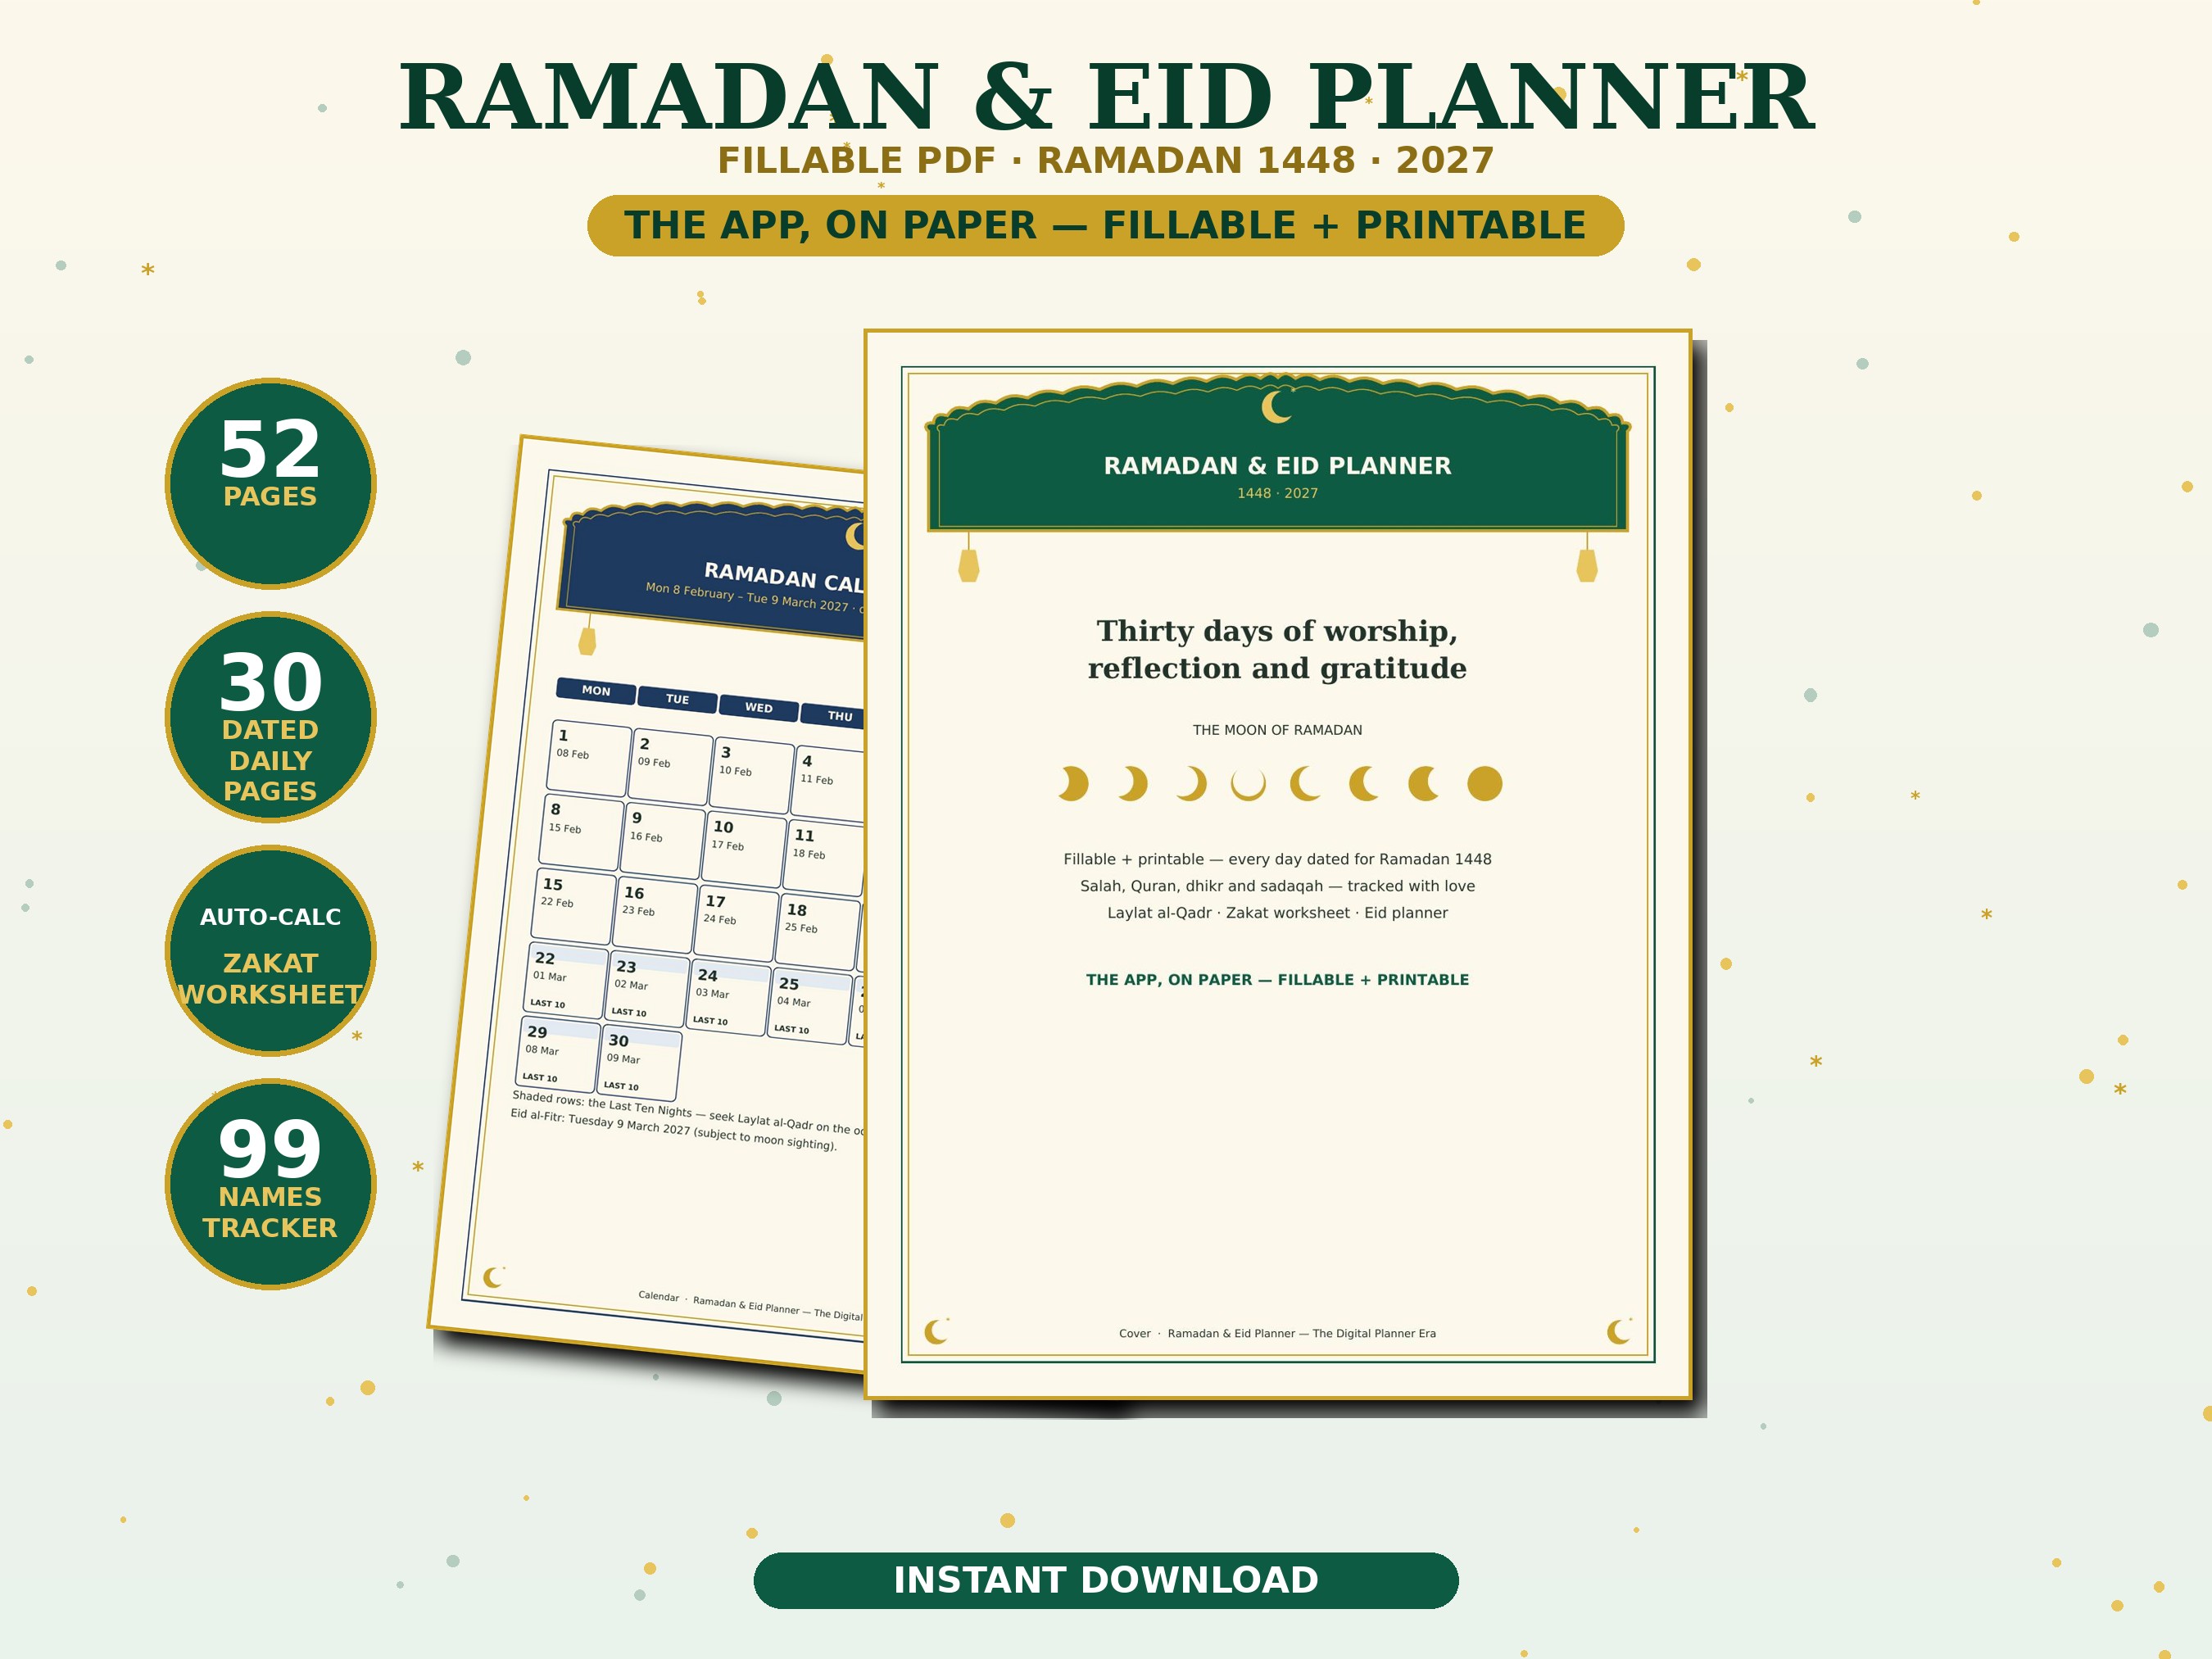 RAMADAN & EID PLANNER
FILLABLE PDF · RAMADAN 1448 · 2027
THE APP, ON PAPER — FILLABLE + PRINTABLE
52
PAGES
30
DATED
DAILY
PAGES
AUTO-CALC
ZAKAT
WORKSHEET
99
NAMES
TRACKER
RAMADAN
Mon 8 February – Tue 9 March 2027 ·
MON TUE WED THU
1 2 3 4
08 Feb 09 Feb 10 Feb 11 Feb
8 9 10 11
15 Feb 16 Feb 17 Feb 18 Feb
15 16 17 18
22 Feb 23 Feb 24 Feb 25 Feb
22 23 24 25
01 Mar 02 Mar 03 Mar 04 Mar
LAST 10 LAST 10 LAST 10 LAST 10
29 30
08 Mar 09 Mar
LAST 10 LAST 10
Shaded rows: the Last Ten Nights — seek Laylat al-Qadr on the
Eid al-Fitr: Tuesday 9 March 2027 (subject to moon sighting).
Calendar · Ramadan & Eid Planner — The Digital
RAMADAN & EID PLANNER
1448 · 2027
Thirty days of worship,
reflection and gratitude
THE MOON OF RAMADAN
Fillable + printable — every day dated for Ramadan 1448
Salah, Quran, dhikr and sadaqah — tracked with love
Laylat al-Qadr · Zakat worksheet · Eid planner
THE APP, ON PAPER — FILLABLE + PRINTABLE
Cover · Ramadan & Eid Planner — The Digital Planner Era
INSTANT DOWNLOAD